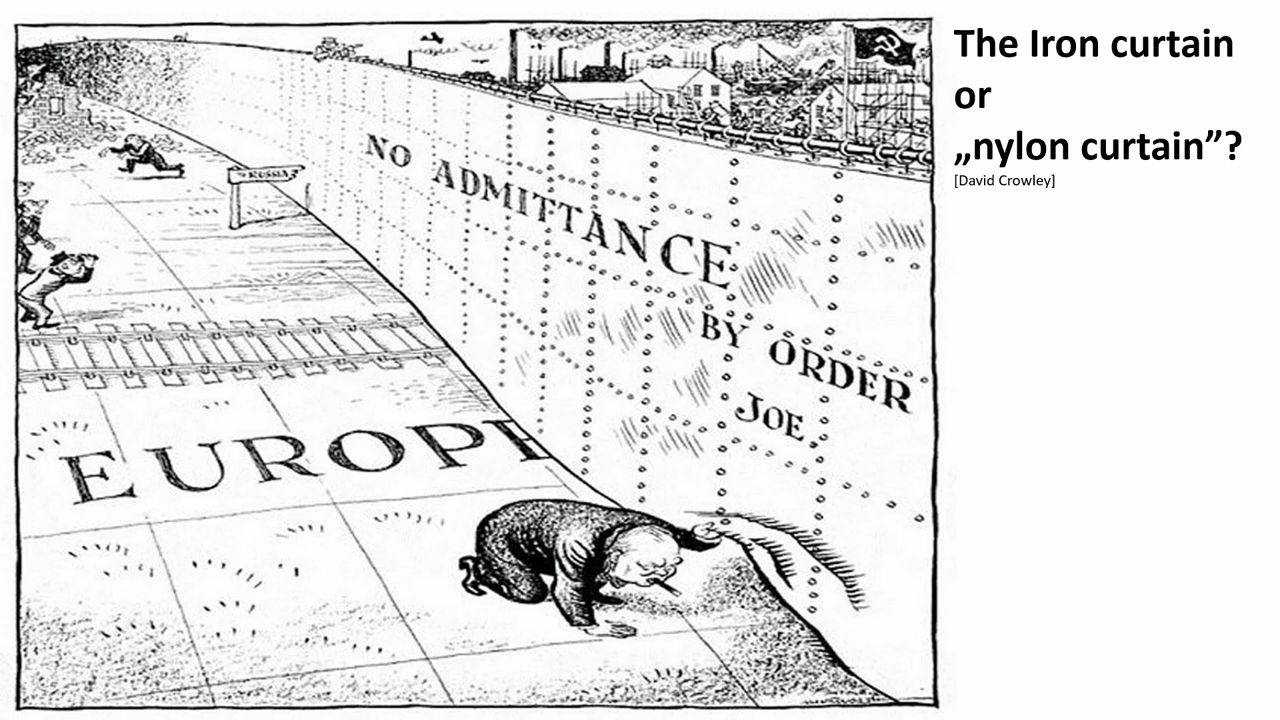 The Iron curtain
or
„nylon curtain”?
[David Crowley]
NO ADMITTANCE
BY ORDER
JOE.
RUSSIA
EUROPE